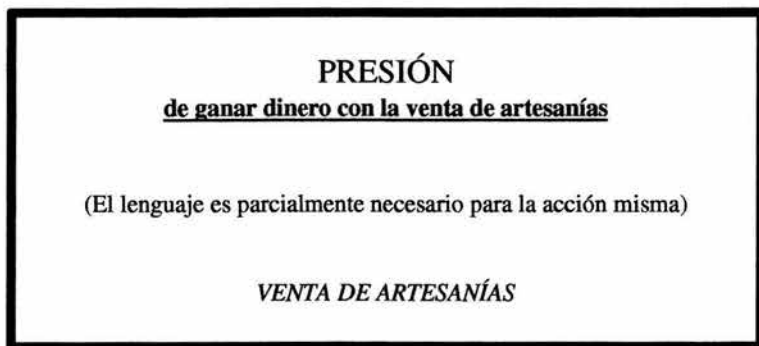 PRESIÓN
de ganar dinero con la venta de artesanías
(El lenguaje es parcialmente necesario para la acción misma)
VENTA DE ARTESANÍAS